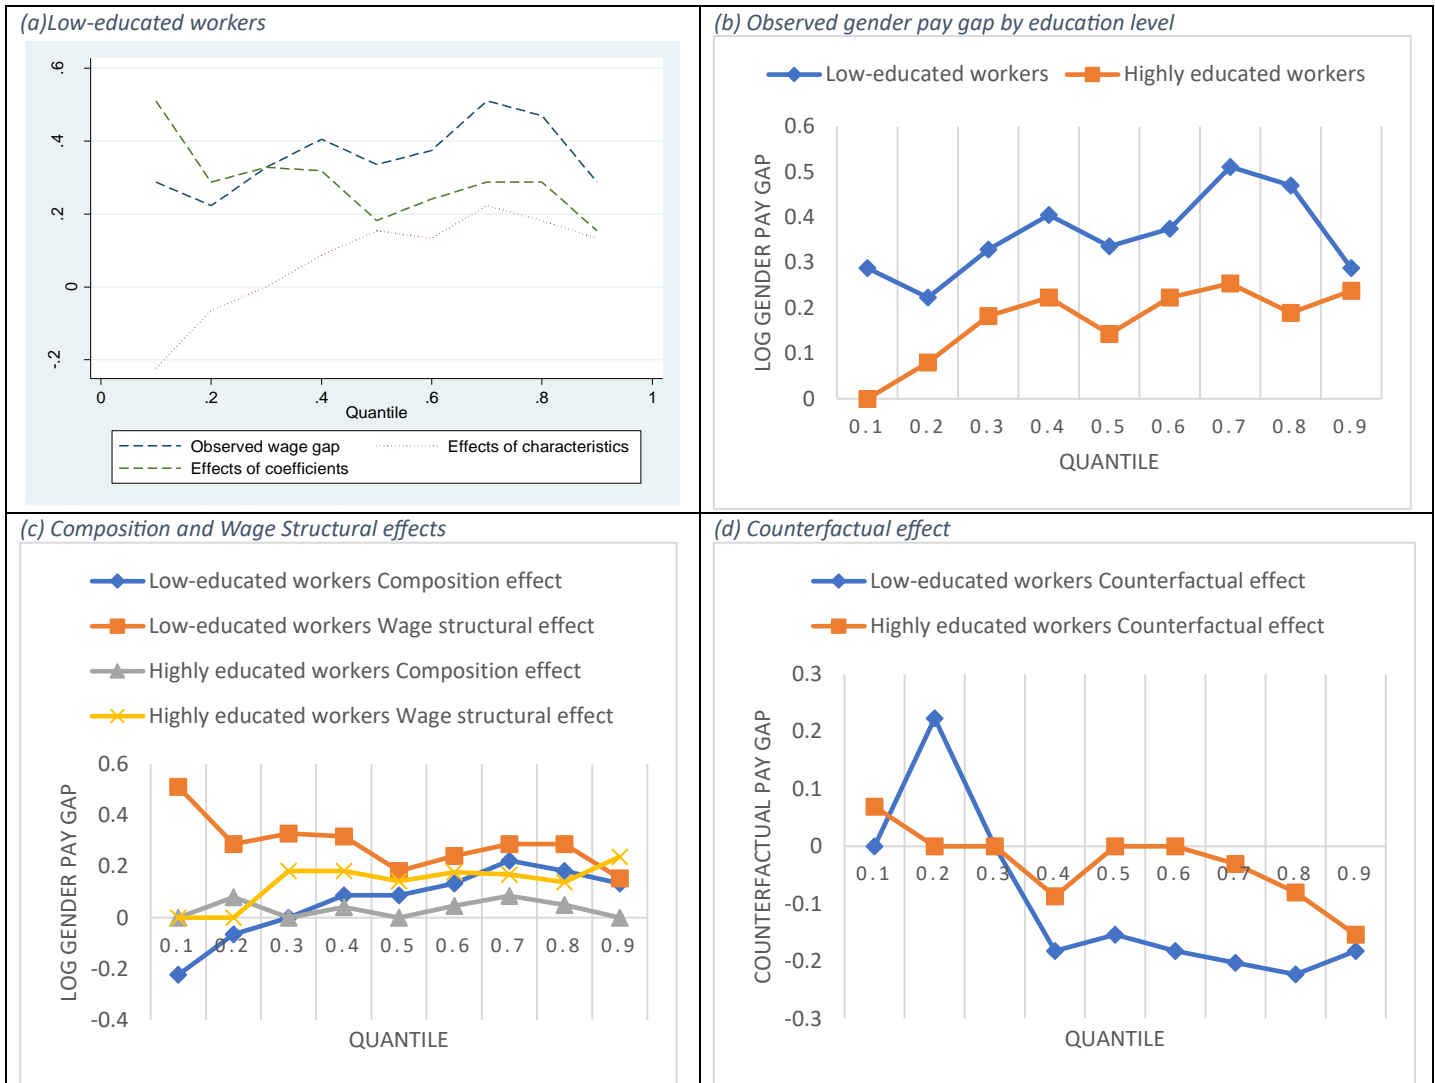 (a)Low-educated workers
.6
.4
.2
0
-.2
0
.2
.4
.6
.8
1
Quantile
Observed wage gap
Effects of characteristics
Effects of coefficients
(b) Observed gender pay gap by education level
Low-educated workers
Highly educated workers
LOG GENDER PAY GAP
0.6
0.5
0.4
0.3
0.2
0.1
0
0.1 0.2 0.3 0.4 0.5 0.6 0.7 0.8 0.9
QUANTILE
(c) Composition and Wage Structural effects
Low-educated workers Composition effect
Low-educated workers Wage structural effect
Highly educated workers Composition effect
Highly educated workers Wage structural effect
LOG GENDER PAY GAP
0.6
0.4
0.2
0
-0.2
-0.4
0.1 0.2 0.3 0.4 0.5 0.6 0.7 0.8 0.9
QUANTILE
(d) Counterfactual effect
Low-educated workers Counterfactual effect
Highly educated workers Counterfactual effect
COUNTERFACTUAL PAY GAP
0.3
0.2
0.1
0
-0.1
-0.2
-0.3
0.1 0.2 0.3 0.4 0.5 0.6 0.7 0.8 0.9
QUANTILE